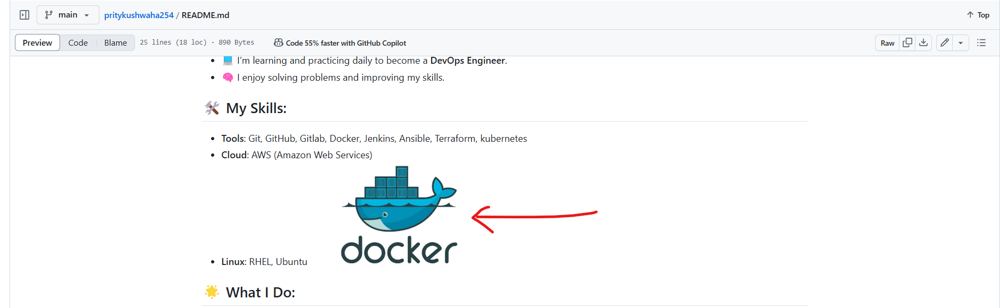 main
pritykushwaha254 / README.md
Top
Preview Code Blame 25 lines (18 loc) · 890 Bytes Code 55% faster with GitHub Copilot Raw
I'm learning and practicing daily to become a DevOps Engineer.
I enjoy solving problems and improving my skills.
My Skills:
Tools: Git, GitHub, Gitlab, Docker, Jenkins, Ansible, Terraform, kubernetes
Cloud: AWS (Amazon Web Services)
docker
Linux: RHEL, Ubuntu
What I Do: